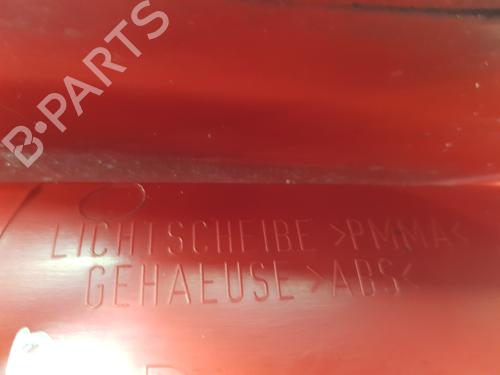 B-PARTS
LICHTSCHEIBE >PMMA<
GEHAEUSE >ABS<